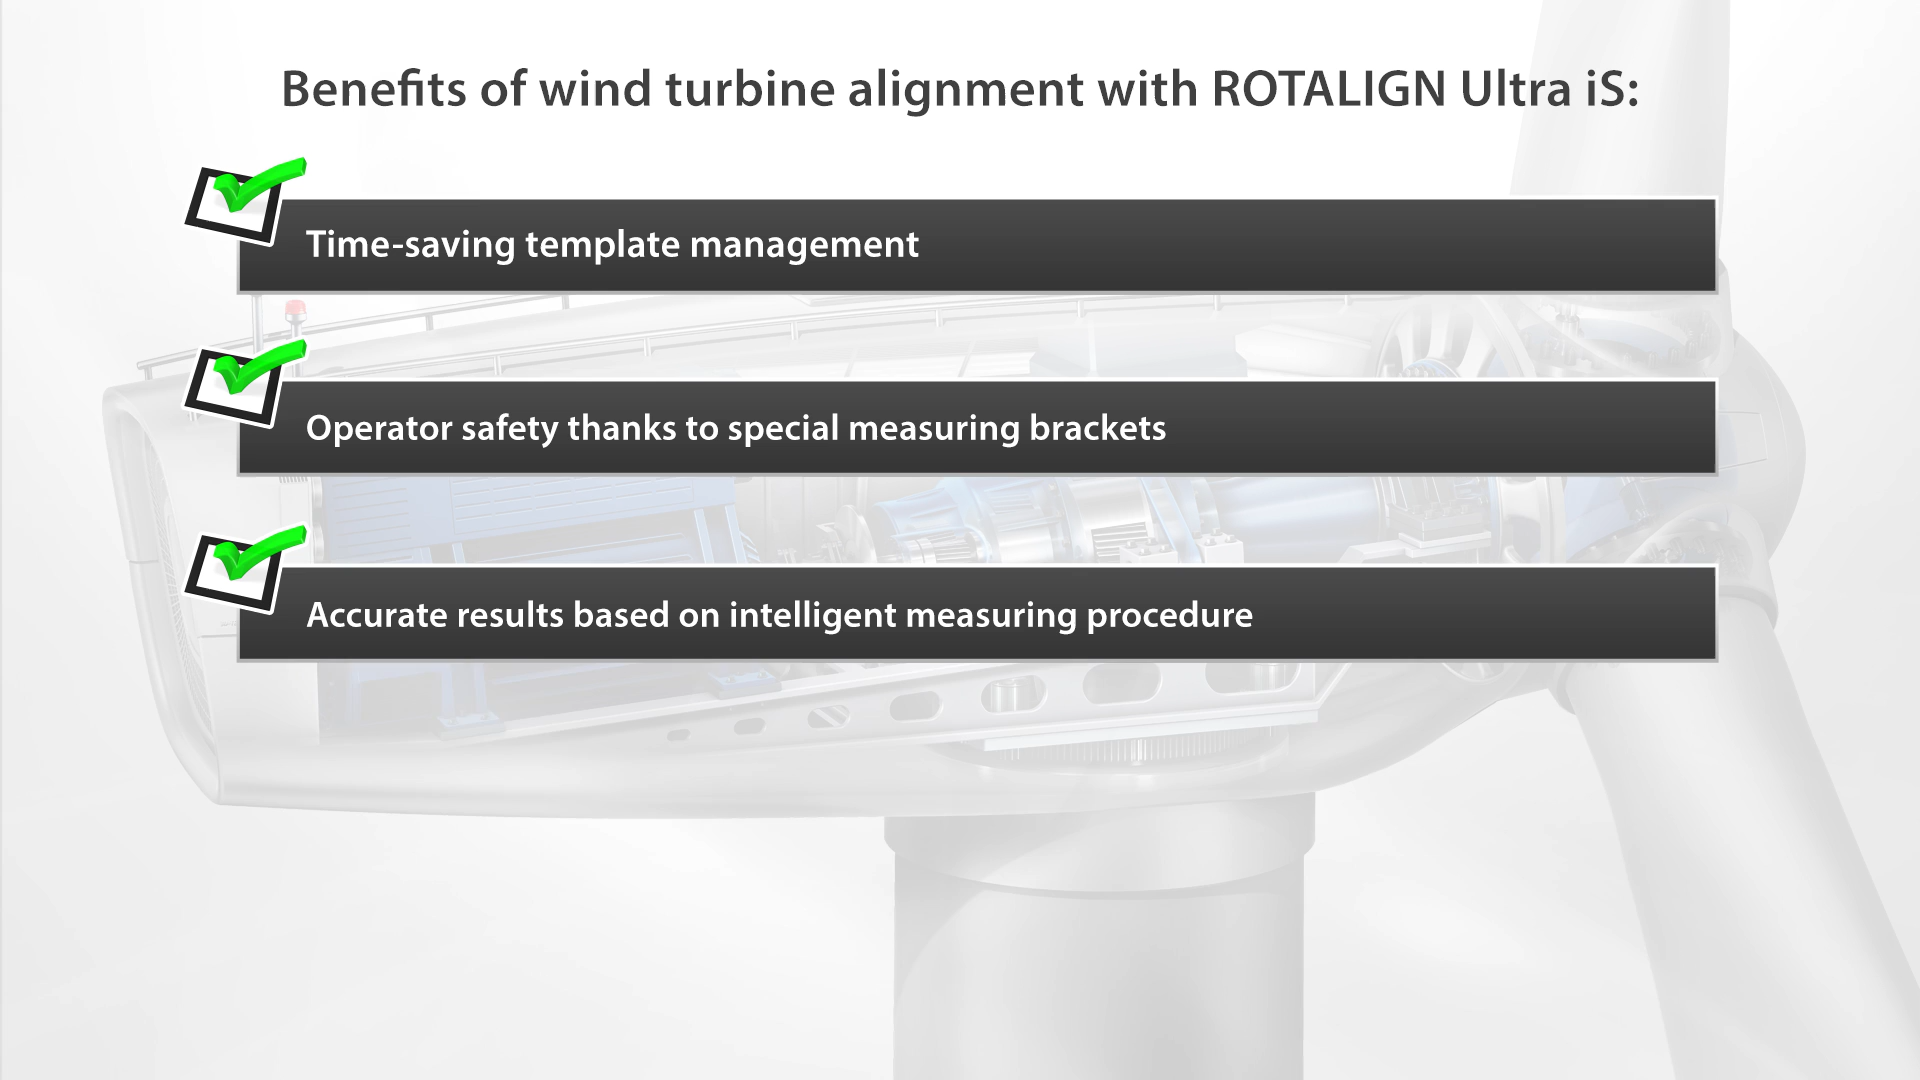 Benefits of wind turbine alignment with ROTALIGN Ultra iS:
Time-saving template management
Operator safety thanks to special measuring brackets
Accurate results based on intelligent measuring procedure